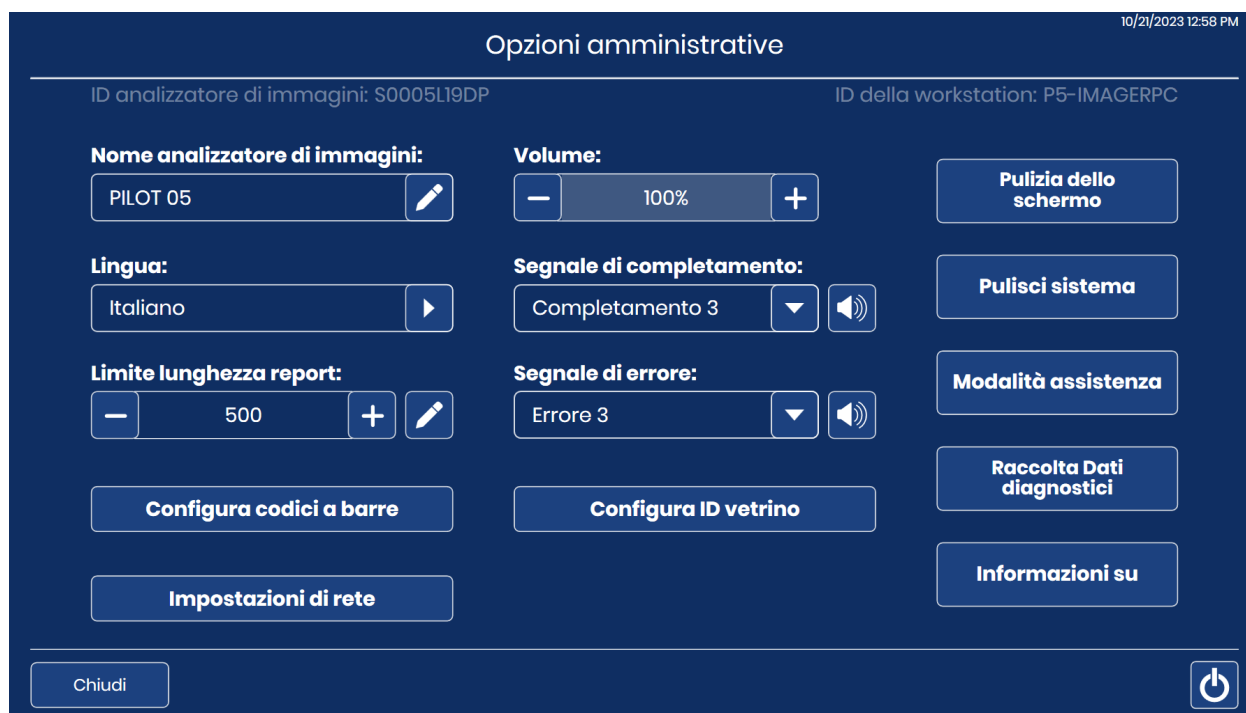 10/21/2023 12:58 PM
Opzioni amministrative
ID analizzatore di immagini: S0005L19DP
ID della workstation: P5-IMAGERPC
Nome analizzatore di immagini:
PILOT 05
Volume:
100%
Pulizia dello
schermo
Lingua:
Italiano
Segnale di completamento:
Completamento 3
Pulisci sistema
Limite lunghezza report:
500
Segnale di errore:
Errore 3
Modalità assistenza
Raccolta Dati
diagnostici
Configura codici a barre
Configura ID vetrino
Informazioni su
Impostazioni di rete
Chiudi